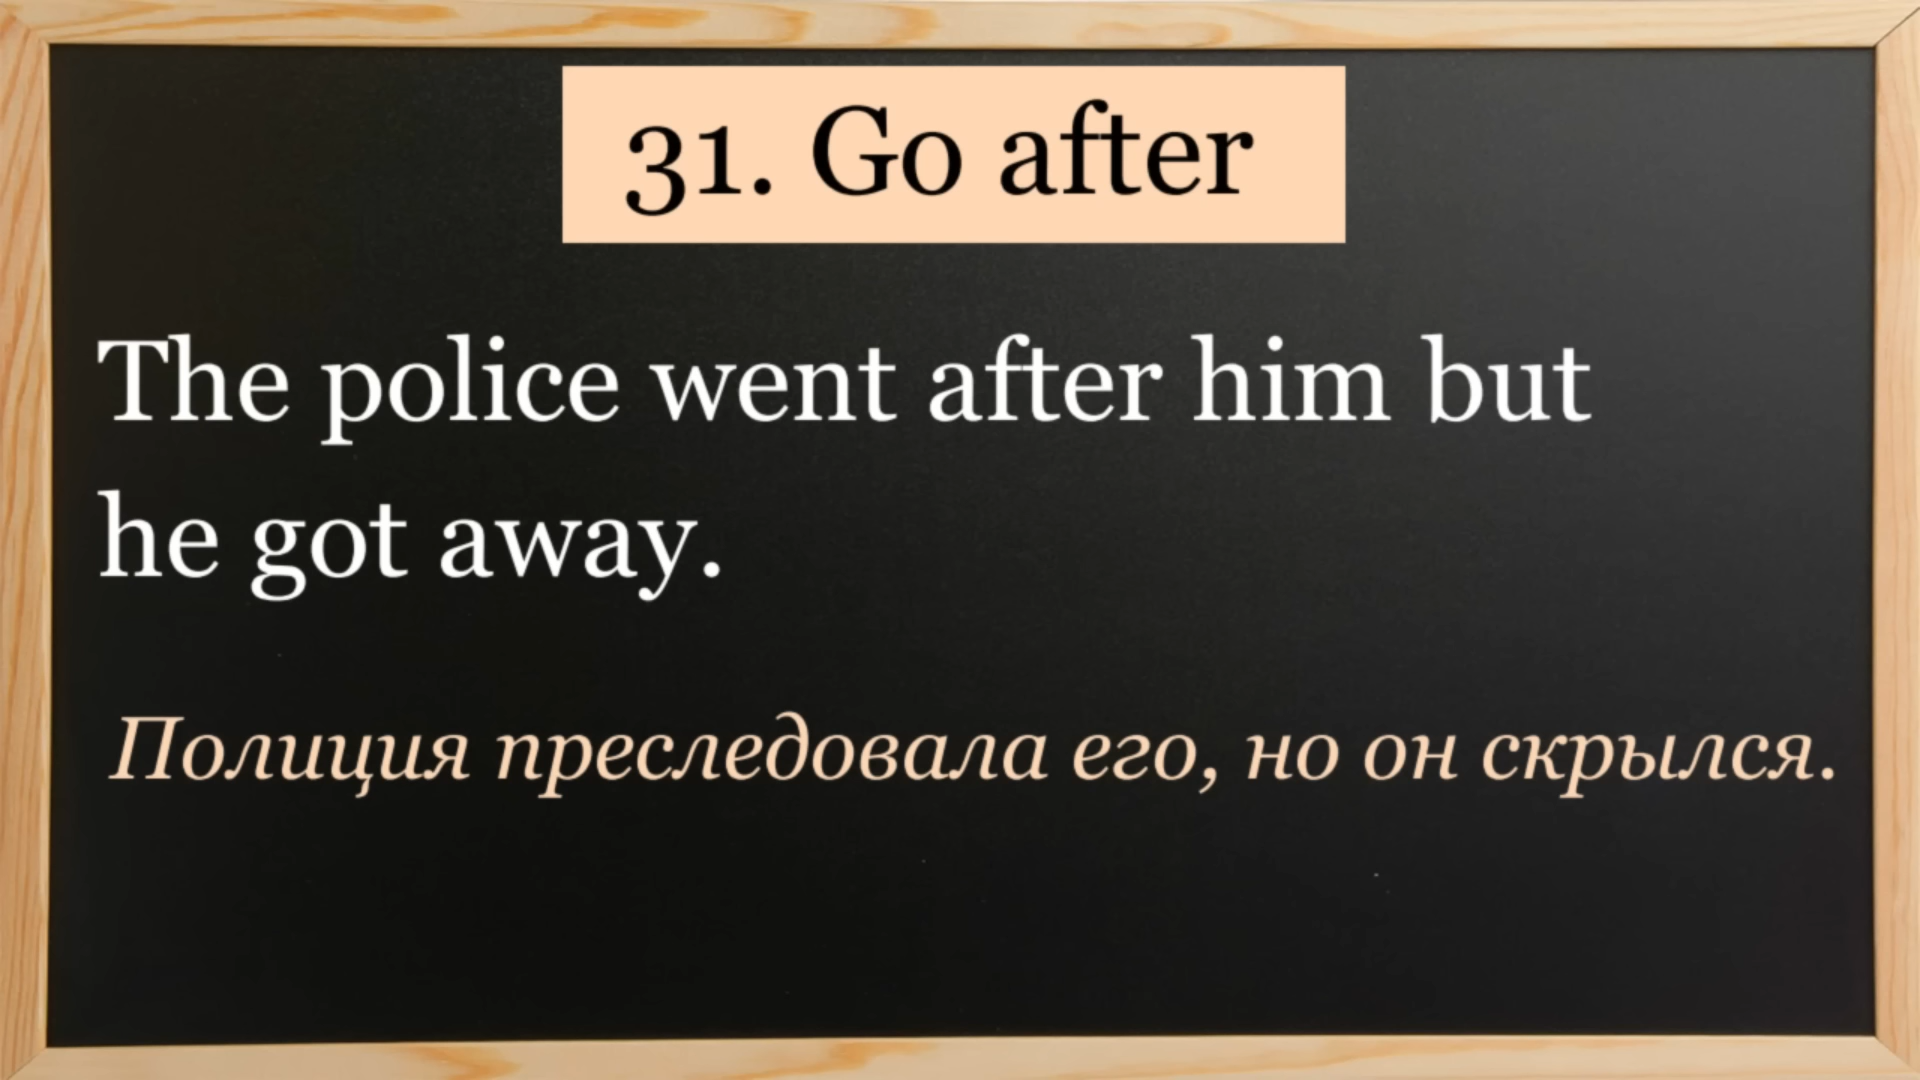 31. Go after
The police went after him but
he got away.
Полиция преследовала его, но он скрылся.